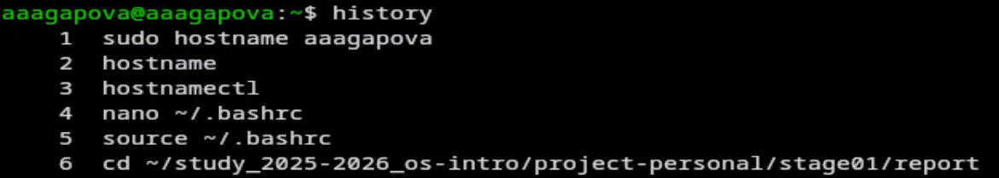 aaagapova@aaagapova:~$ history
1 sudo hostname aaagapova
2 hostname
3 hostnamectl
4 nano ~/.bashrc
5 source ~/.bashrc
6 cd ~/study_2025-2026_os-intro/project-personal/stage01/report